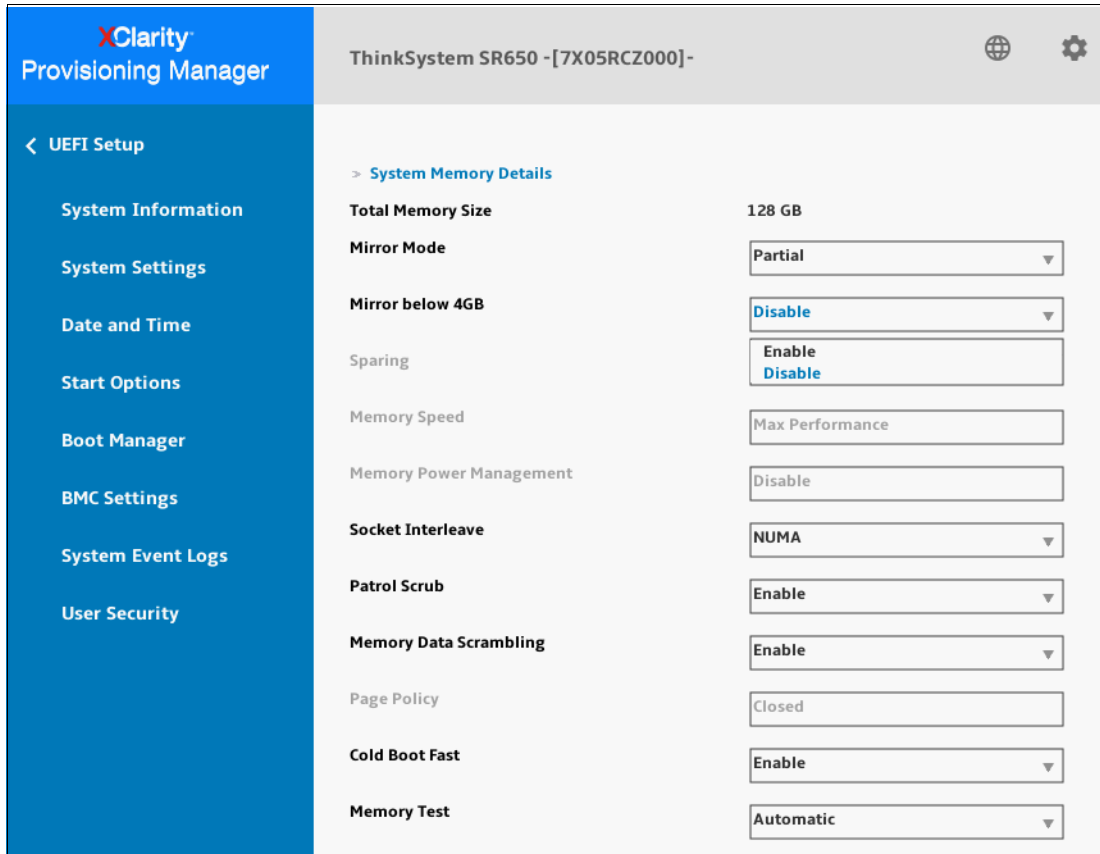 XClarity
Provisioning Manager
ThinkSystem SR650 -[7X05RCZ000]-
UEFI Setup
System Information
System Settings
Date and Time
Start Options
Boot Manager
BMC Settings
System Event Logs
User Security
System Memory Details
Total Memory Size 128 GB
Mirror Mode Partial
Mirror below 4GB Disable
Enable
Sparing
Disable
Memory Speed Max Performance
Memory Power Management Disable
Socket Interleave NUMA
Patrol Scrub Enable
Memory Data Scrambling Enable
Page Policy Closed
Cold Boot Fast Enable
Memory Test Automatic